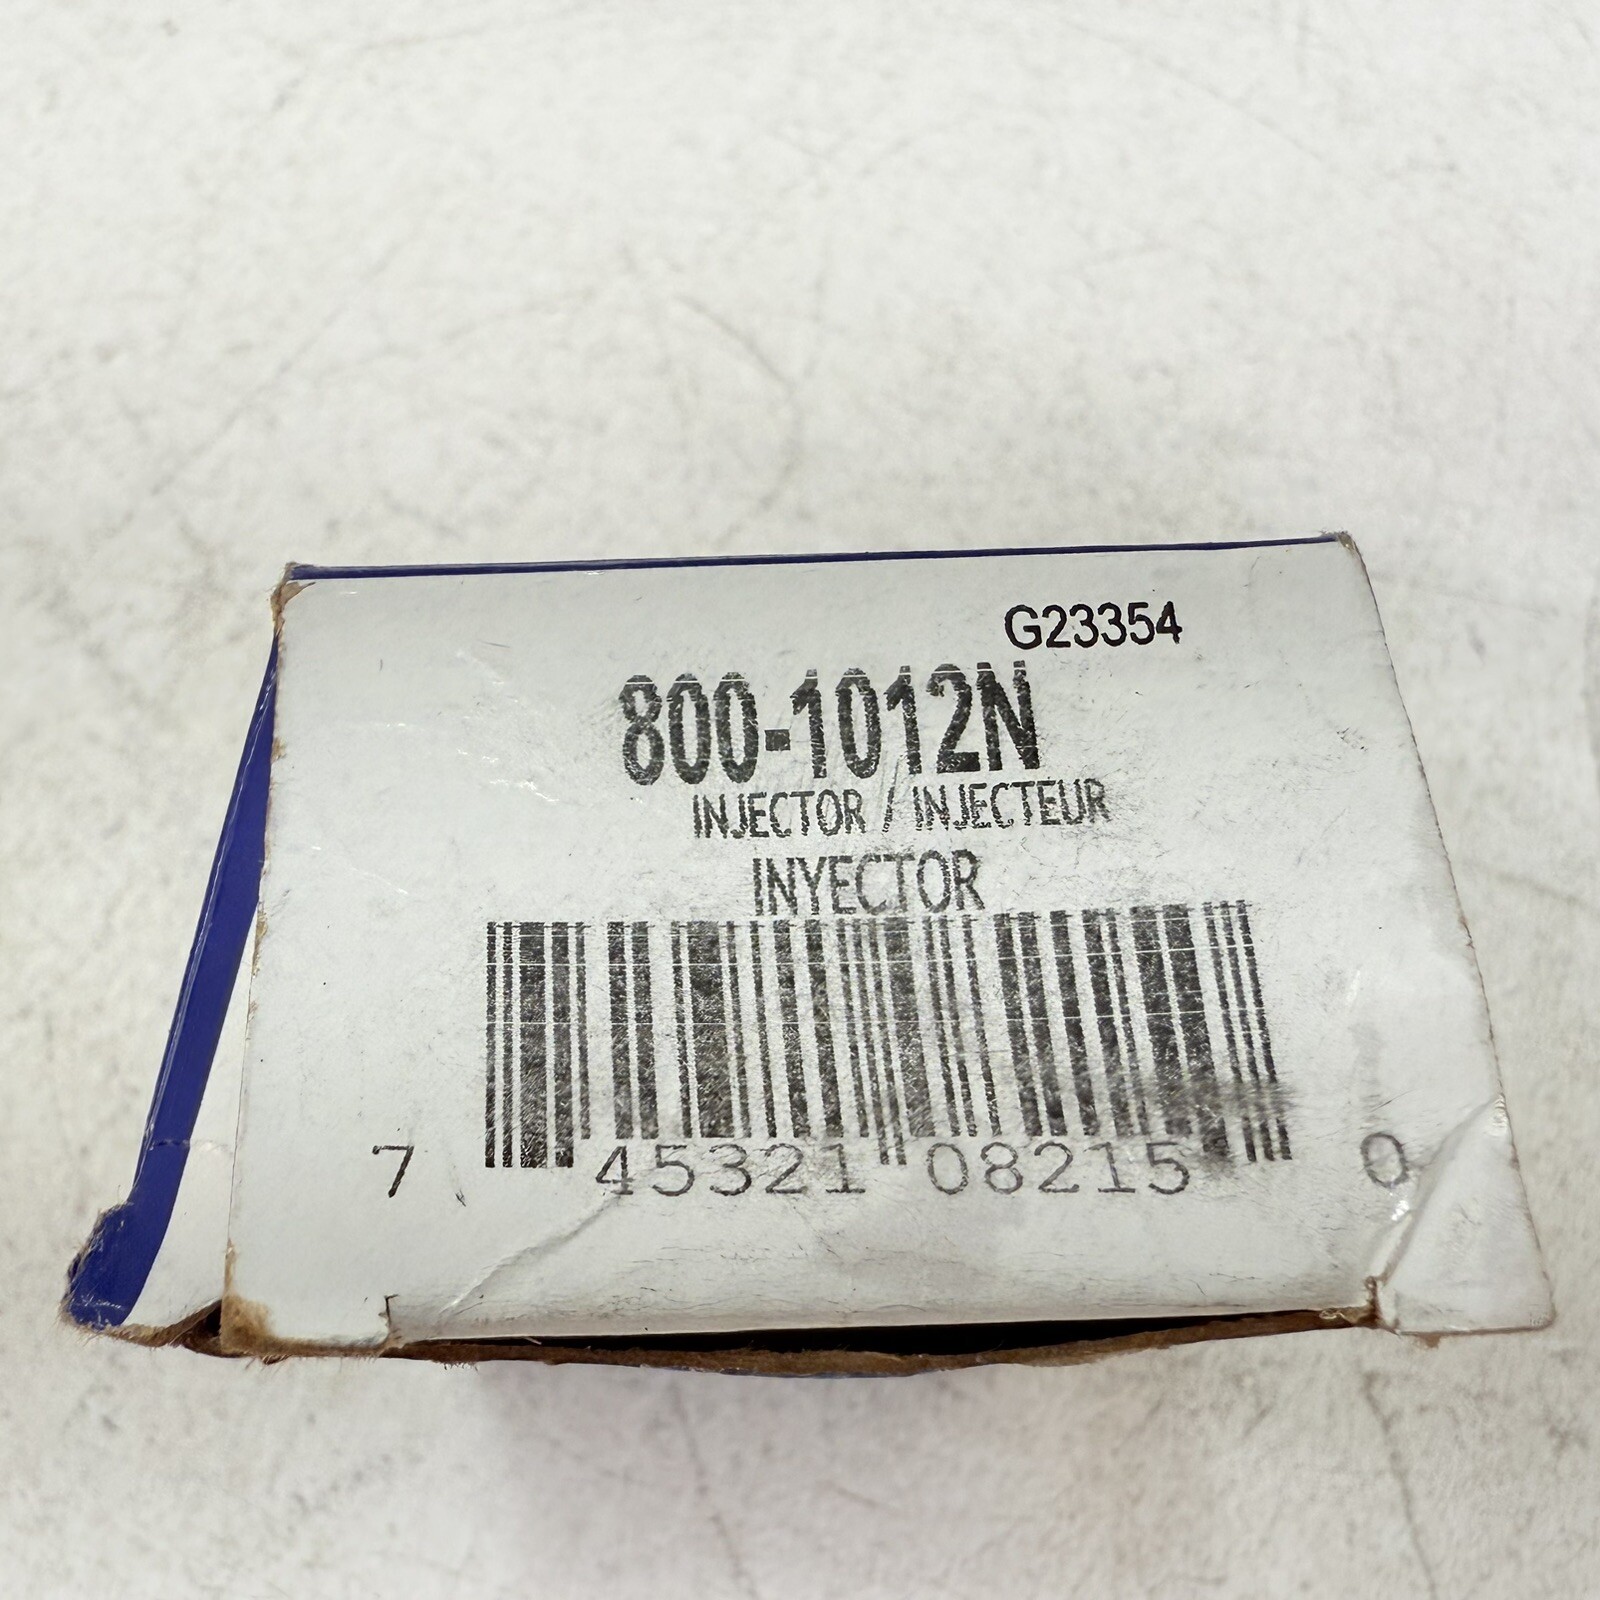 G23354
800-1012N
INJECTOR / INJECTEUR
INYECTOR
7 45321 08215 0